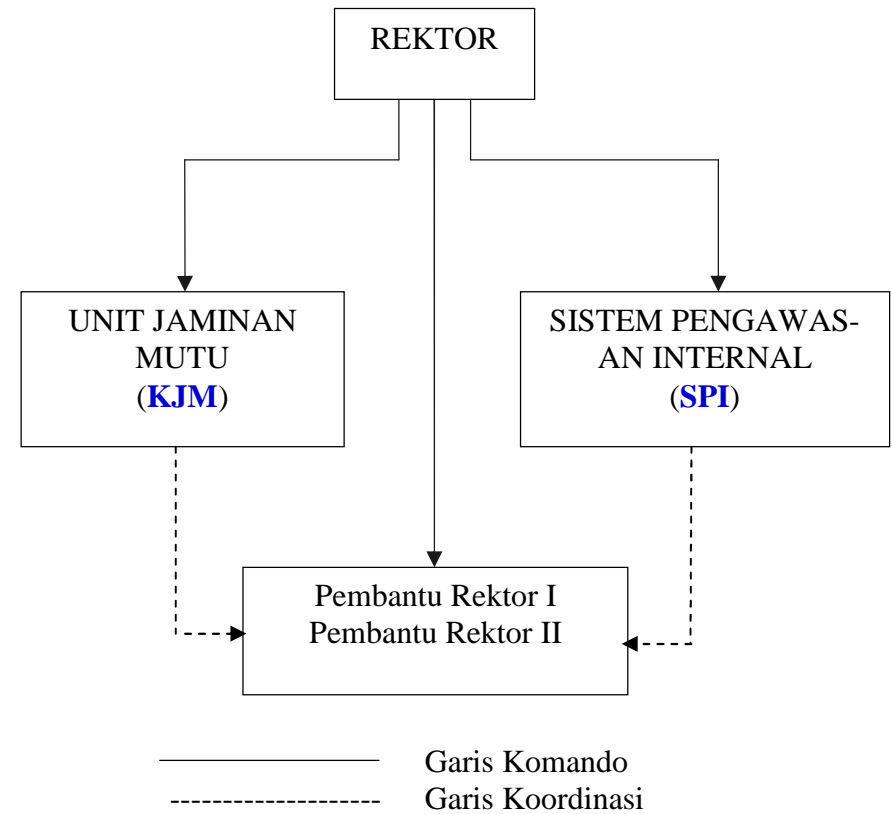 REKTOR
UNIT JAMINAN
MUTU
(KJM)
SISTEM PENGAWAS-
AN INTERNAL
(SPI)
Pembantu Rektor I
Pembantu Rektor II
Garis Komando
Garis Koordinasi